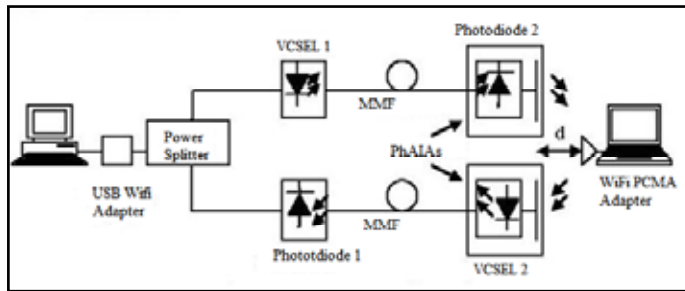 Photodiode 2
VCSEL 1
MMF
Power
Splitter
PhAIAs
d
USB Wifi
Adapter
WiFi PCMA
Adapter
MMF
Phototdiode 1
VCSEL 2